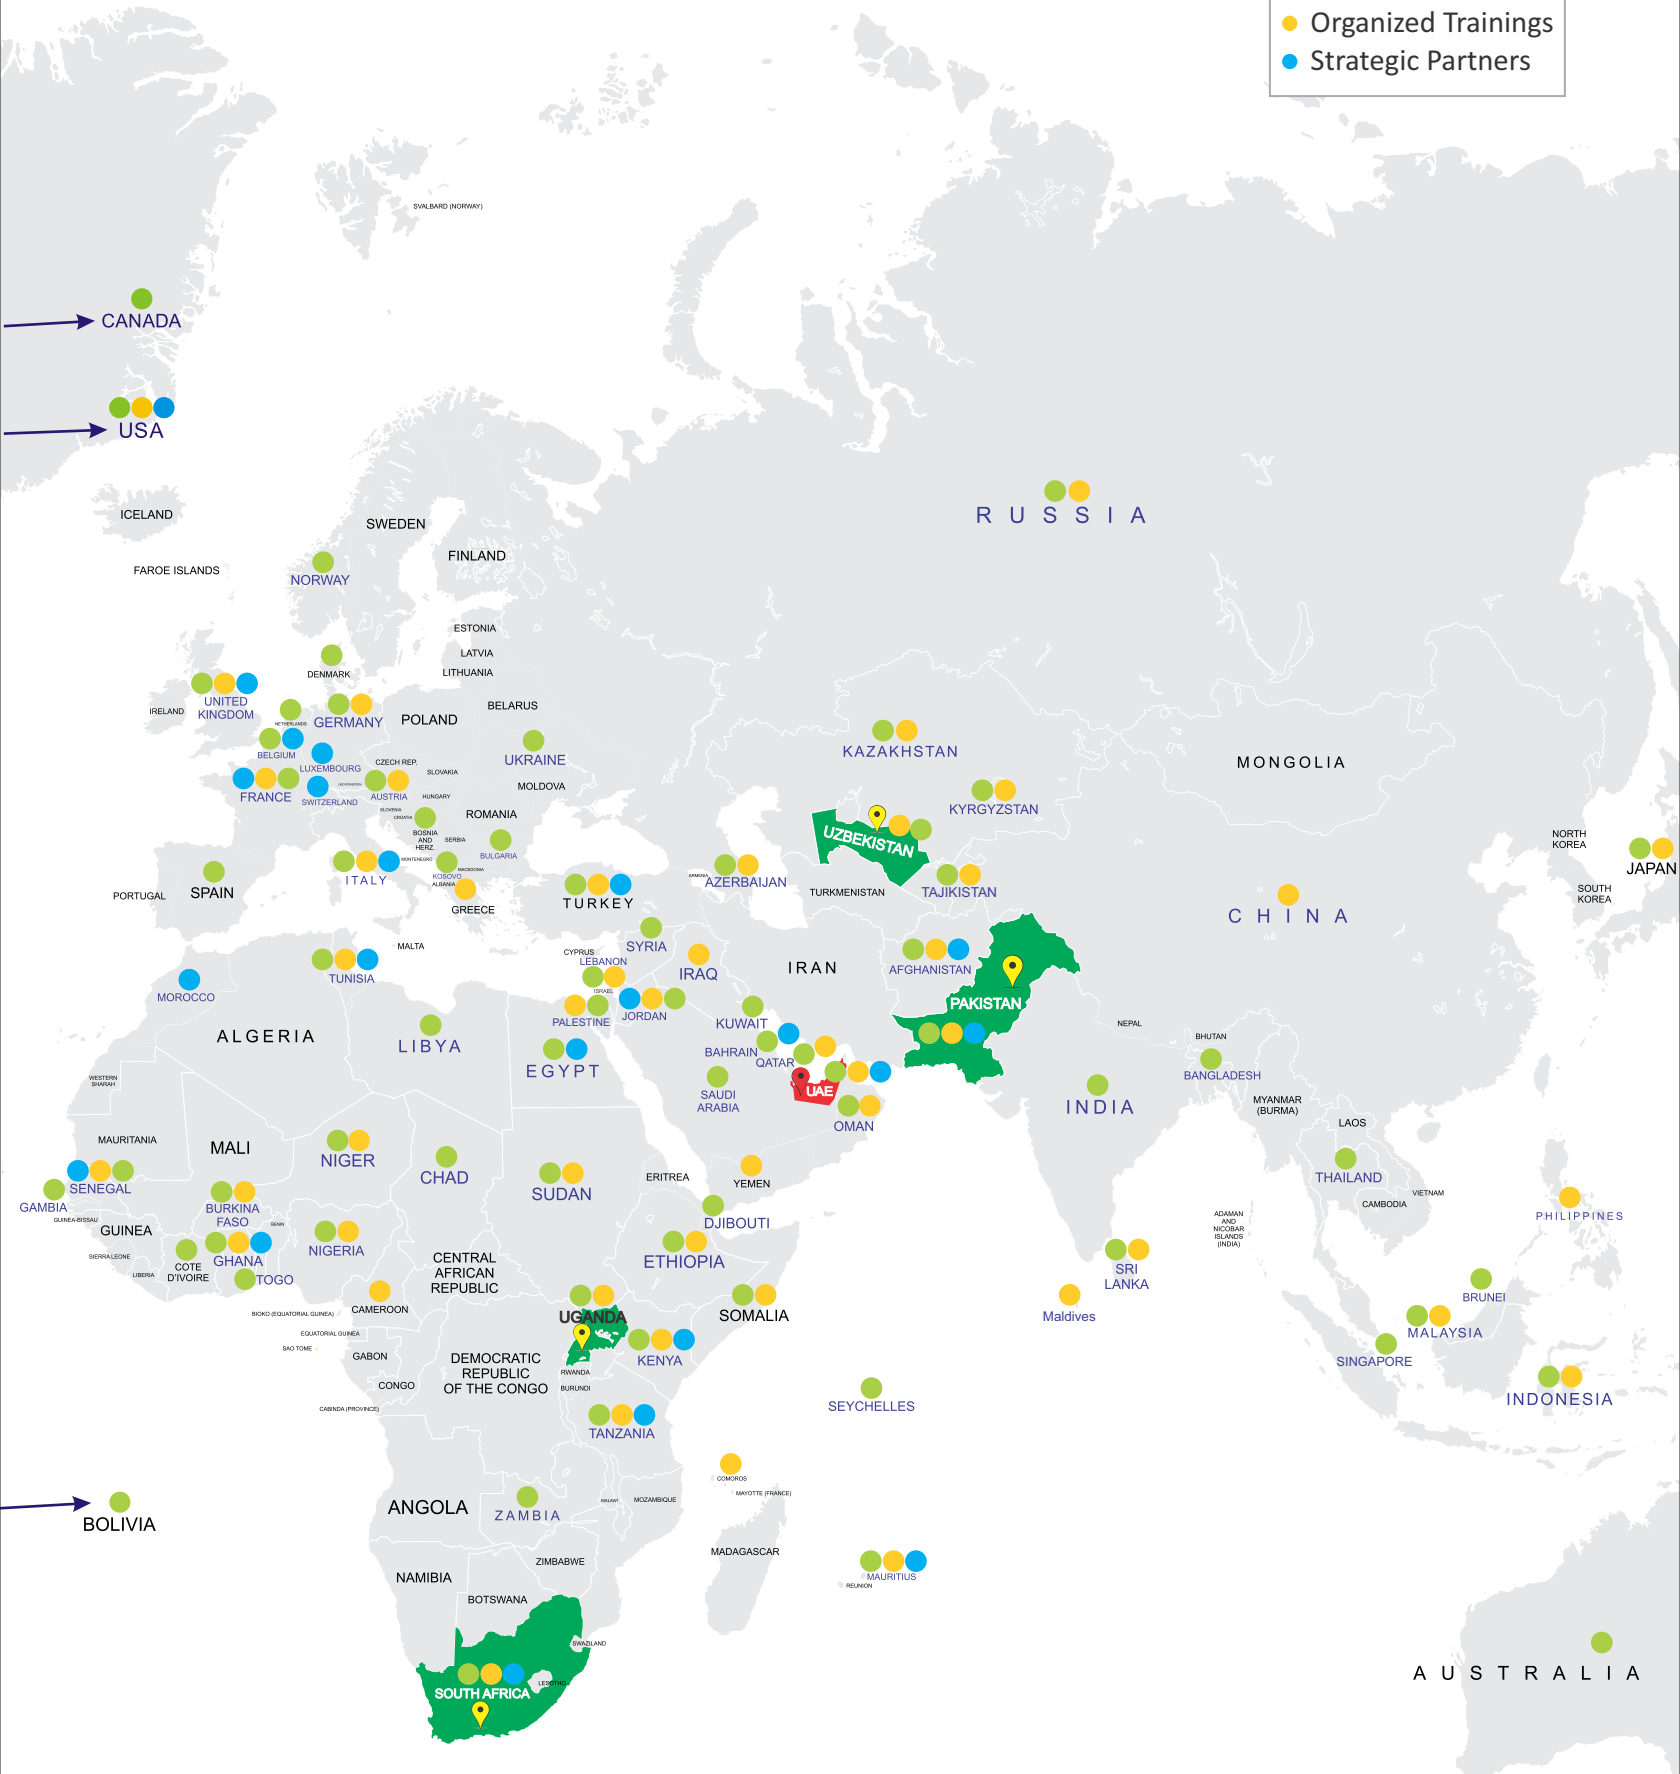 Organized Trainings
Strategic Partners
SVALBARD (NORWAY)
CANADA
USA
ICELAND
SWEDEN
RUSSIA
FINLAND
FAROE ISLANDS
NORWAY
ESTONIA
LATVIA
LITHUANIA
DENMARK
UNITED
KINGDOM
IRELAND
NETHERLANDS
GERMANY
POLAND
BELARUS
BELGIUM
LUXEMBOURG
UKRAINE
CZECH REP.
SLOVAKIA
KAZAKHSTAN
MONGOLIA
FRANCE
SWITZERLAND
LIECHTENSTEIN
AUSTRIA
HUNGARY
MOLDOVA
SLOVENIA
CROATIA
ROMANIA
KYRGYZSTAN
BOSNIA
AND
HERZ.
SERBIA
BULGARIA
UZBEKISTAN
NORTH
KOREA
JAPAN
ITALY
MONTENEGRO
KOSOVO
MACEDONIA
ALBANIA
GREECE
ARMENIA
AZERBAIJAN
TURKMENISTAN
TAJIKISTAN
PORTUGAL
SPAIN
TURKEY
SOUTH
KOREA
CHINA
MALTA
SYRIA
CYPRUS
LEBANON
IRAQ
IRAN
AFGHANISTAN
TUNISIA
MOROCCO
ISRAEL
PAKISTAN
PALESTINE
JORDAN
KUWAIT
NEPAL
ALGERIA
LIBYA
BAHRAIN
QATAR
BHUTAN
EGYPT
BANGLADESH
WESTERN
SHARAH
SAUDI
ARABIA
UAE
INDIA
MYANMAR
(BURMA)
OMAN
LAOS
MAURITANIA
MALI
NIGER
CHAD
SUDAN
ERITREA
YEMEN
THAILAND
SENEGAL
GAMBIA
VIETNAM
CAMBODIA
BURKINA
FASO
GUINEA-BISSAU
GUINEA
BENIN
DJIBOUTI
ADAMAN
AND
NICOBAR
ISLANDS
(INDIA)
PHILIPPINES
SIERRA LEONE
GHANA
NIGERIA
CENTRAL
AFRICAN
REPUBLIC
ETHIOPIA
SRI
LANKA
COTE
D'IVOIRE
LIBERIA
TOGO
BRUNEI
CAMEROON
BIOKO (EQUATORIAL GUINEA)
UGANDA
SOMALIA
Maldives
EQUATORIAL GUINEA
SAO TOME
MALAYSIA
GABON
DEMOCRATIC
REPUBLIC
OF THE CONGO
KENYA
SINGAPORE
RWANDA
CONGO
BURUNDI
INDONESIA
CABINDA (PROVINCE)
SEYCHELLES
TANZANIA
COMOROS
MAYOTTE (FRANCE)
ANGOLA
ZAMBIA
MALAWI
MOZAMBIQUE
BOLIVIA
MADAGASCAR
ZIMBABWE
NAMIBIA
MAURITIUS
REUNION
BOTSWANA
SWAZILAND
AUSTRALIA
LESOTHO
SOUTH AFRICA